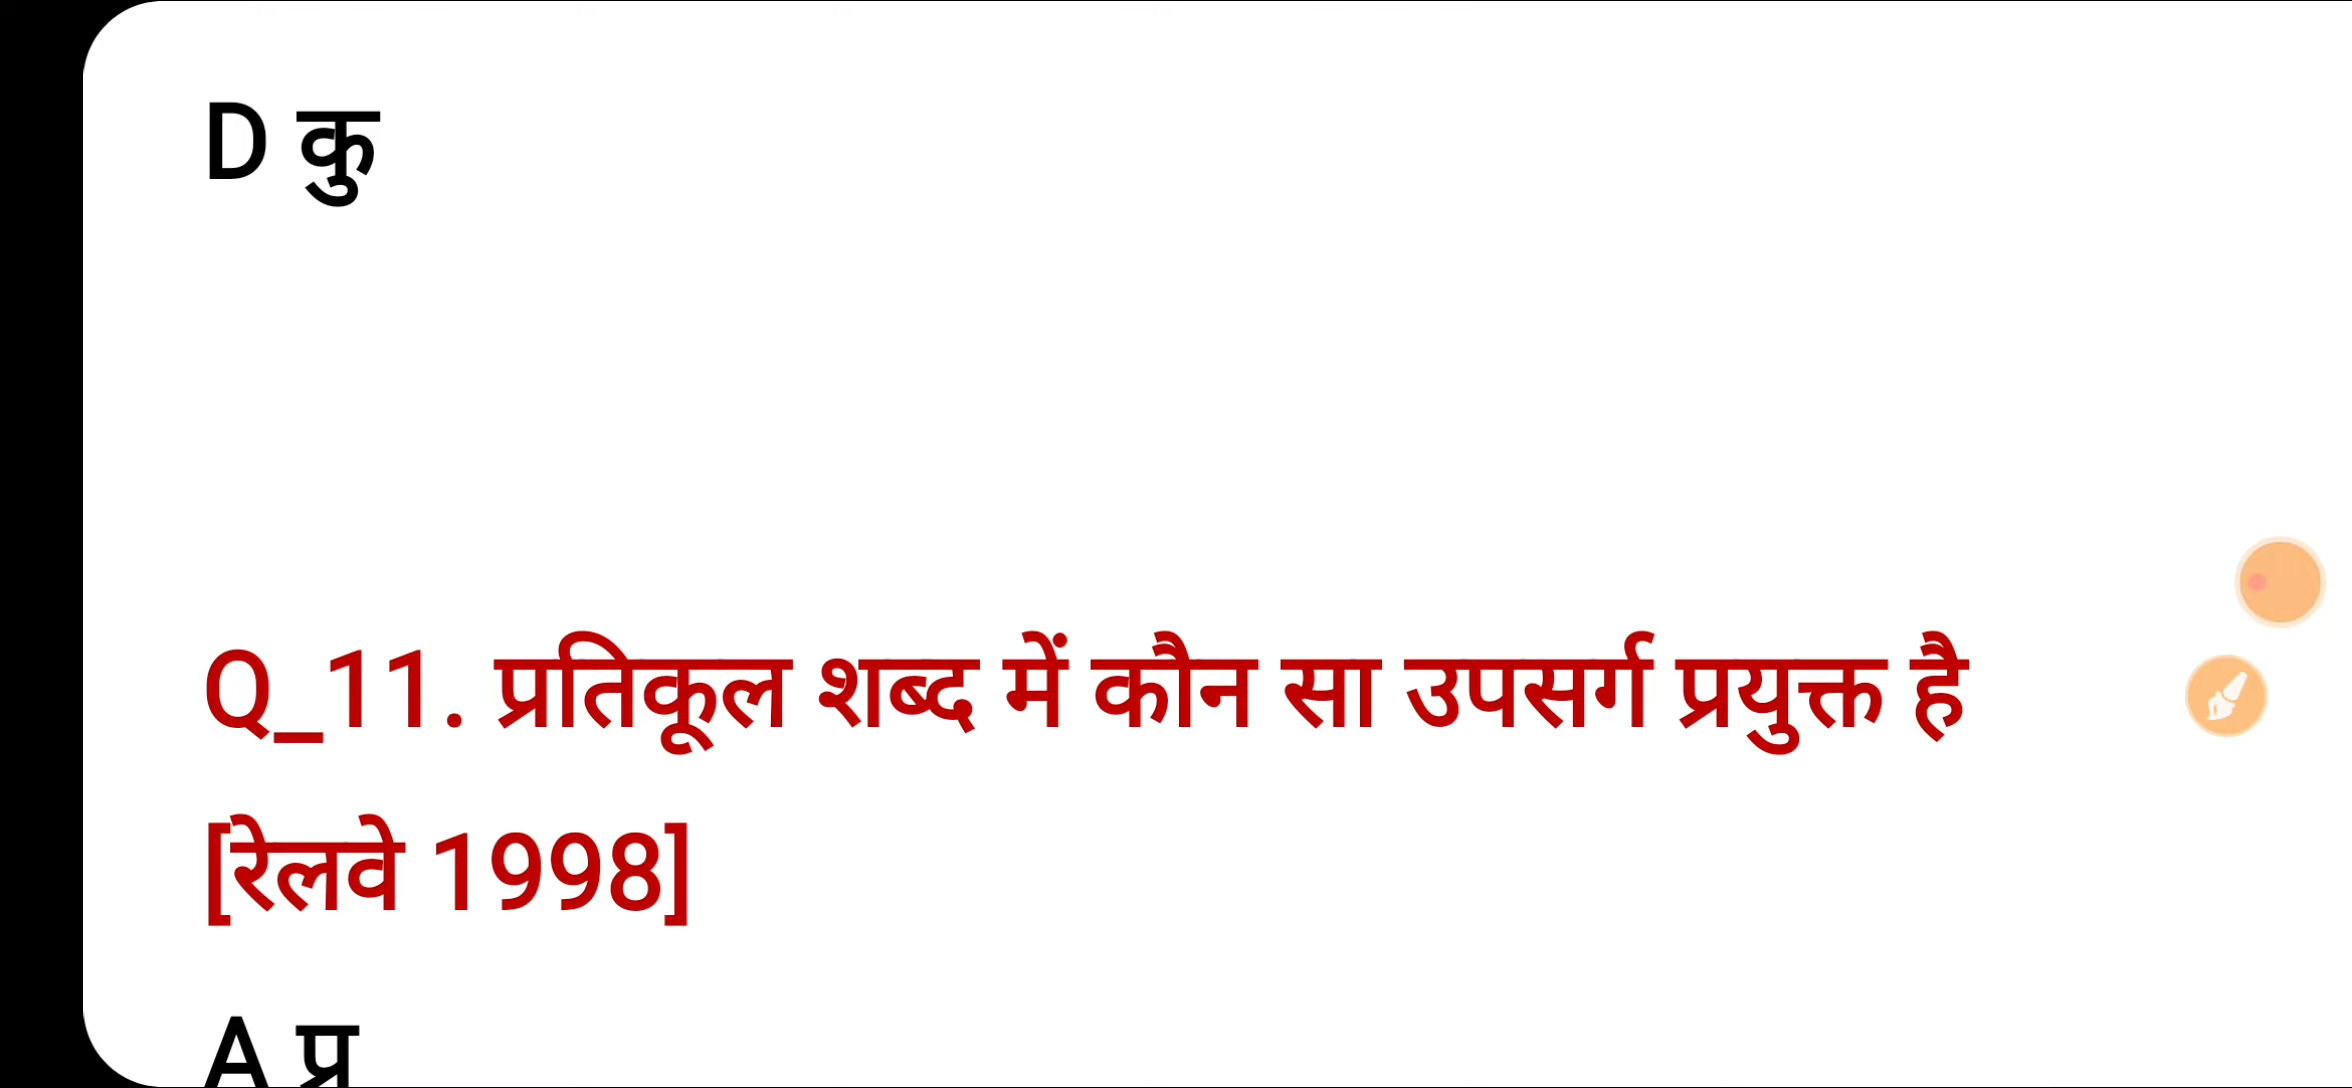 D कु
Q_11. प्रतिकूल शब्द में कौन सा उपसर्ग प्रयुक्त है
[रेलवे 1998]
A प्र